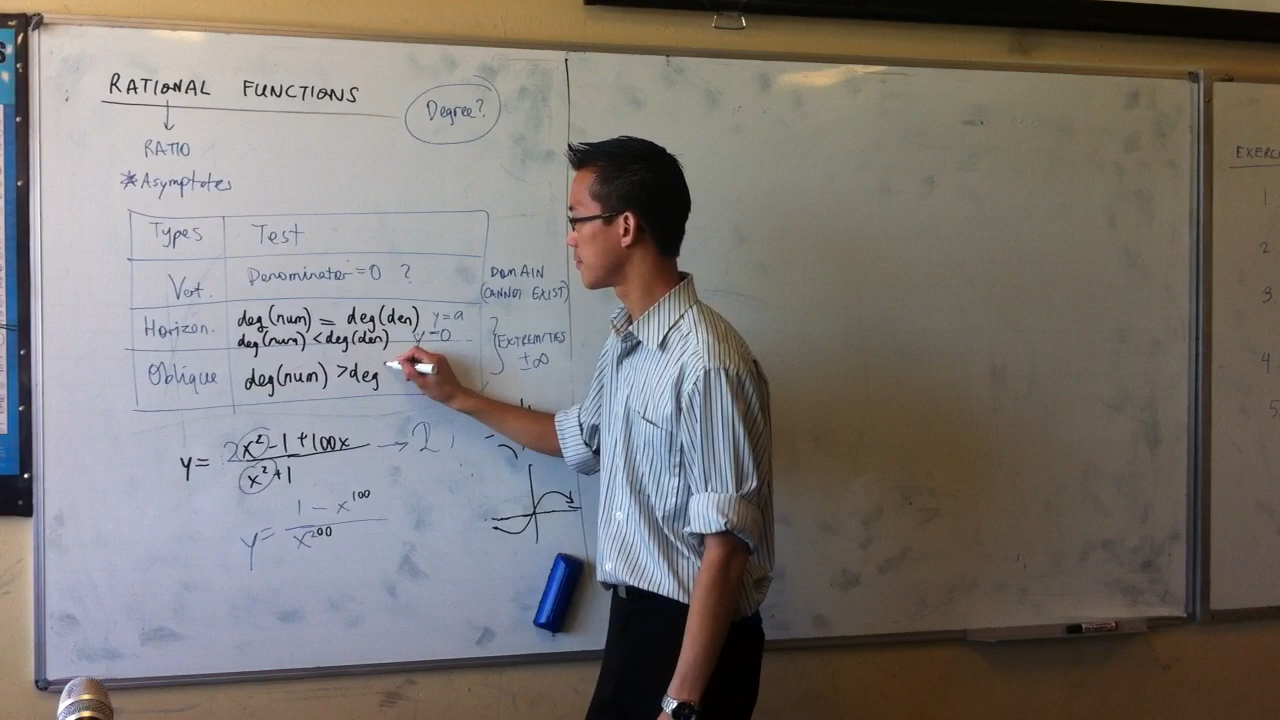 RATIONAL FUNCTIONS
Degree?
RATIO
*Asymptotes
Types Test
Vert. Denominator = 0 ?
DOMAIN
(CANNOT EXIST)
Horizon. deg(num) = deg(den) y=a
deg(num) < deg(den) y=0
} EXTREMITIES
±∞
Oblique deg(num) > deg
y = 2x²-1+100x → 2
x²+1
y = 1 - x¹⁰⁰
x²⁰⁰
EXERC
1
2
3
4
5
S